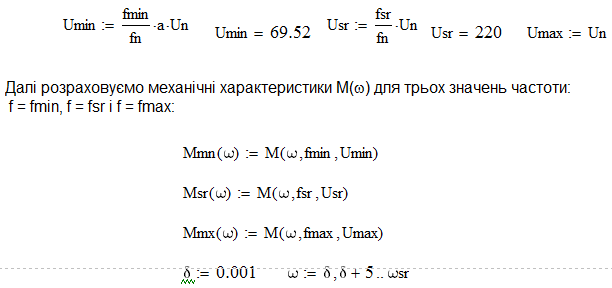 Umin := fmin/fn ·a·Un Umin = 69.52 Usr := fsr/fn ·Un Usr = 220 Umax := Un
Далі розраховуємо механічні характеристики M(ω) для трьох значень частоти:
f = fmin, f = fsr і f = fmax:
Mmn(ω) := M(ω,fmin ,Umin)
Msr(ω) := M(ω,fsr ,Usr)
Mmx(ω) := M(ω,fmax ,Umax)
δ := 0.001 ω := δ,δ + 5 .. ωsr